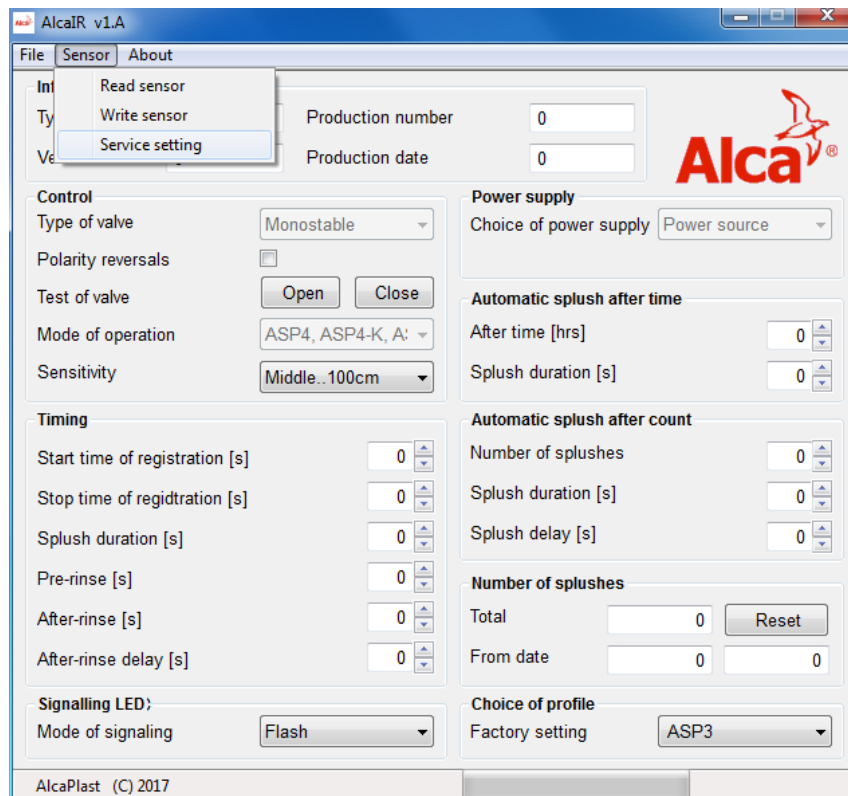 AlcaIR v1.A
File Sensor About
Read sensor
Write sensor
Service setting
Production number 0
Production date 0
Alca®
Control
Type of valve Monostable
Polarity reversals
Test of valve Open Close
Mode of operation ASP4, ASP4-K, A
Sensitivity Middle..100cm
Power supply
Choice of power supply Power source
Automatic splush after time
After time [hrs] 0
Splush duration [s] 0
Timing
Start time of registration [s] 0
Stop time of regidtration [s] 0
Splush duration [s] 0
Pre-rinse [s] 0
After-rinse [s] 0
After-rinse delay [s] 0
Automatic splush after count
Number of splushes 0
Splush duration [s] 0
Splush delay [s] 0
Number of splushes
Total 0 Reset
From date 0 0
Signalling LED
Mode of signaling Flash
Choice of profile
Factory setting ASP3
AlcaPlast (C) 2017